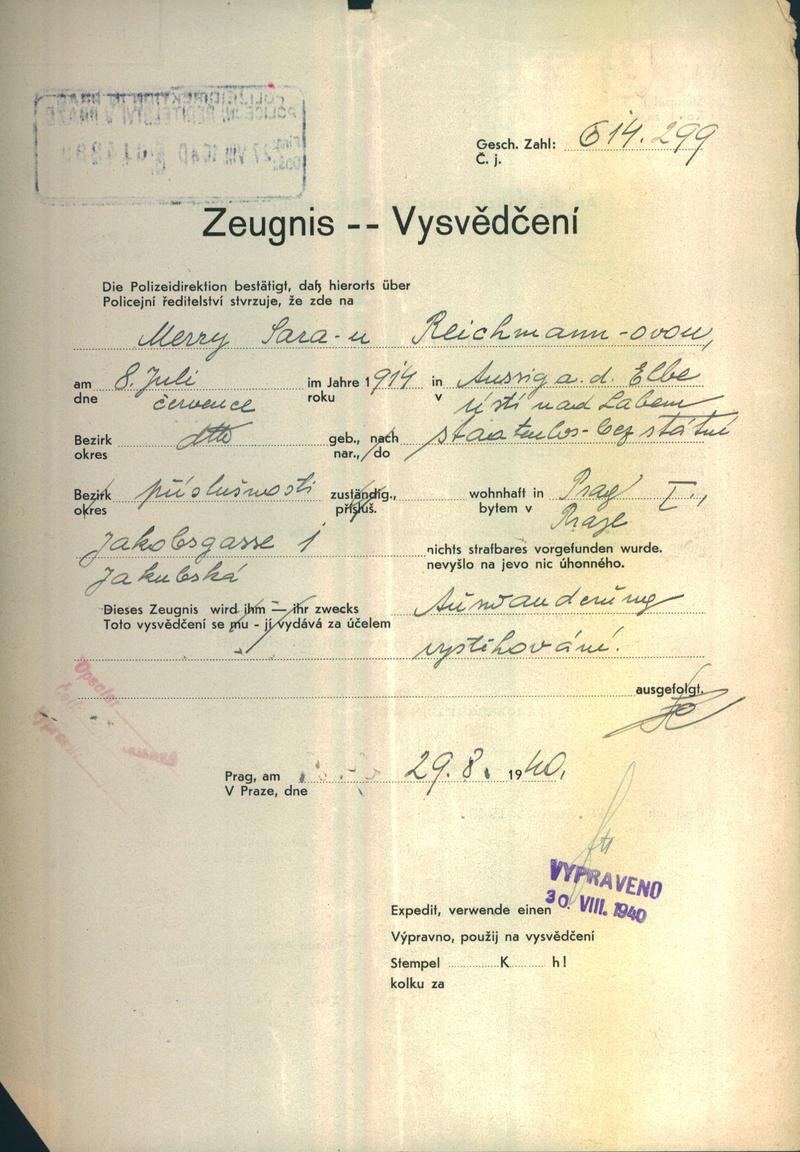 Gesch. Zahl: 614.299
Č. j.
Zeugnis -- Vysvědčení
Die Polizeidirektion bestätigt, daß hierorts über
Policejní ředitelství stvrzuje, že zde na
Merry Sara-u Reichmann-ovou,
am 8. Juli im Jahre 1914 in Aussig a. d. Elbe
dne července roku v Ústí nad Labem
Bezirk dtto geb., nach staatenlos - bez státní
okres nar., do
Bezirk příslušnosti zuständig., wohnhaft in Prag I.,
okres přísluš. bytem v Praze
Jakobsgasse 1 nichts strafbares vorgefunden wurde.
Jakubská nevyšlo na jevo nic úhonného.
Dieses Zeugnis wird ihm — ihr zwecks Auswanderung
Toto vysvědčení se mu - jí vydává za účelem
vystěhování.
ausgefolgt.
Prag, am 29. 8. 1940.
V Praze, dne
VYPRAVENO
30. VIII. 1940
Expedit, verwende einen
Výpravno, použij na vysvědčení
Stempel K h!
kolku za